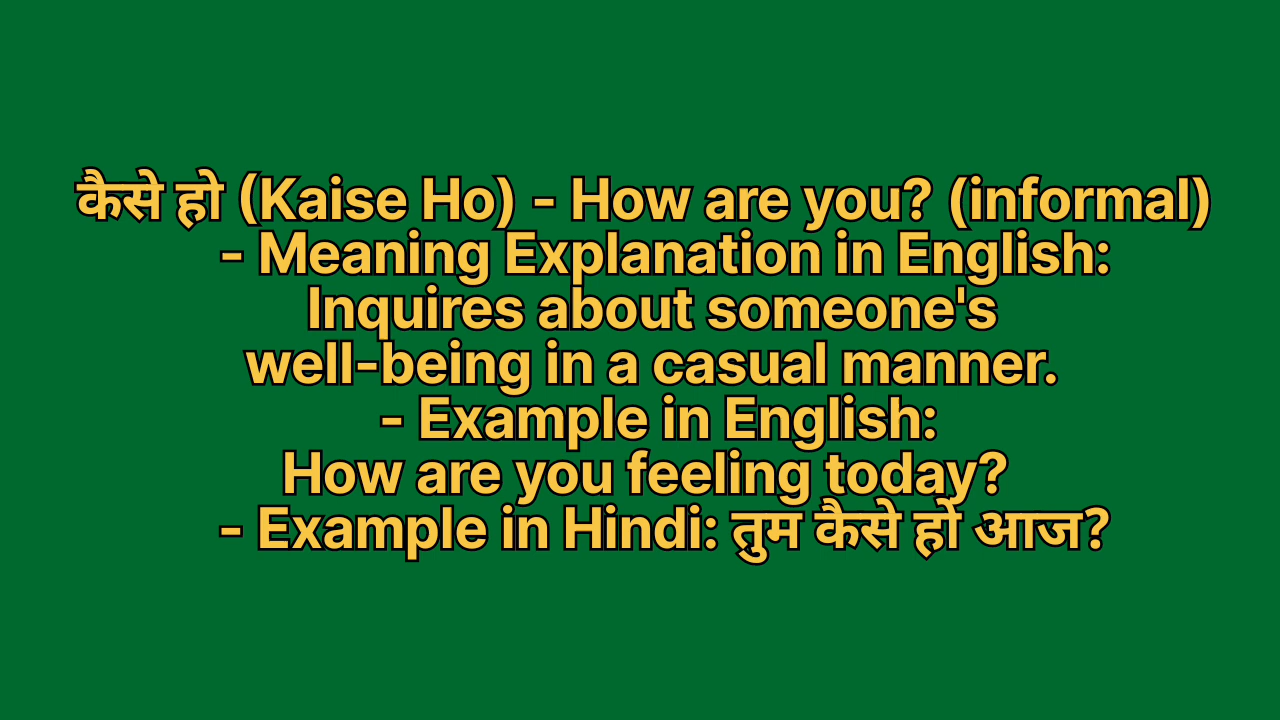 कैसे हो (Kaise Ho) - How are you? (informal)
- Meaning Explanation in English:
Inquires about someone's
well-being in a casual manner.
- Example in English:
How are you feeling today?
- Example in Hindi: तुम कैसे हो आज?